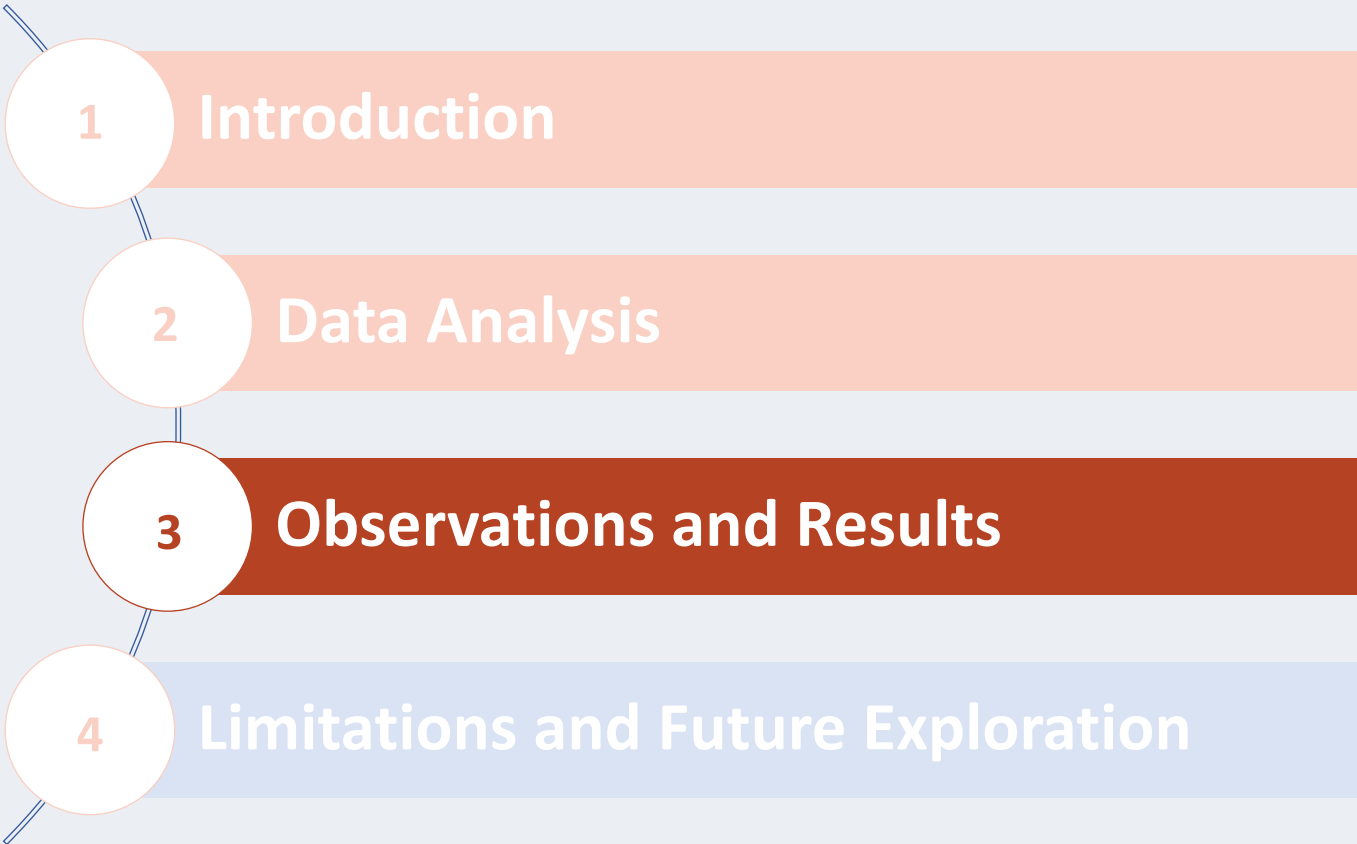 1 Introduction
2 Data Analysis
3 Observations and Results
4 Limitations and Future Exploration